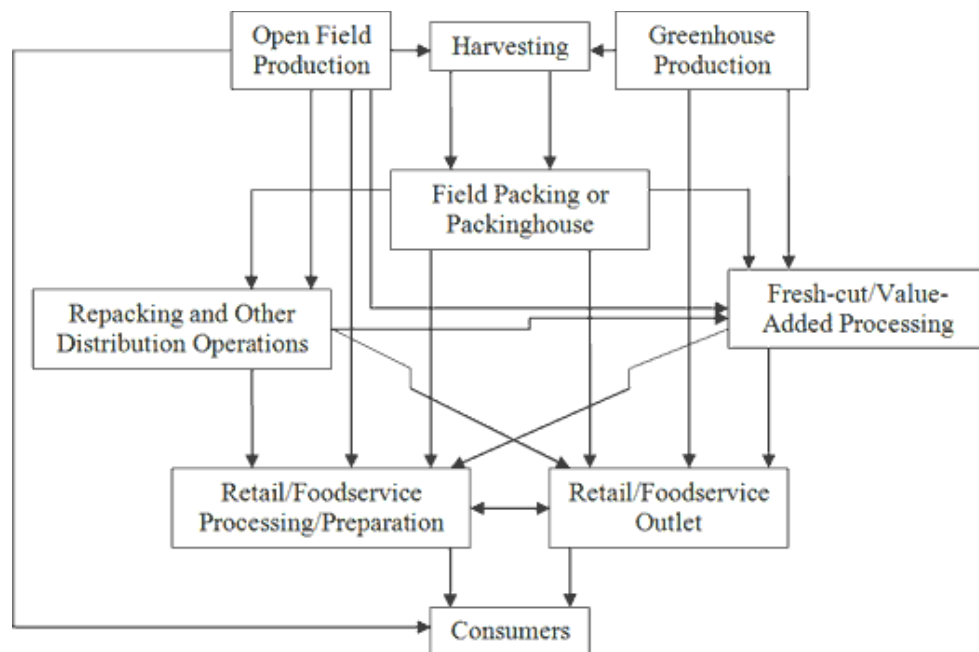 Open Field
Production
Harvesting
Greenhouse
Production
Field Packing or
Packinghouse
Repacking and Other
Distribution Operations
Fresh-cut/Value-
Added Processing
Retail/Foodservice
Processing/Preparation
Retail/Foodservice
Outlet
Consumers